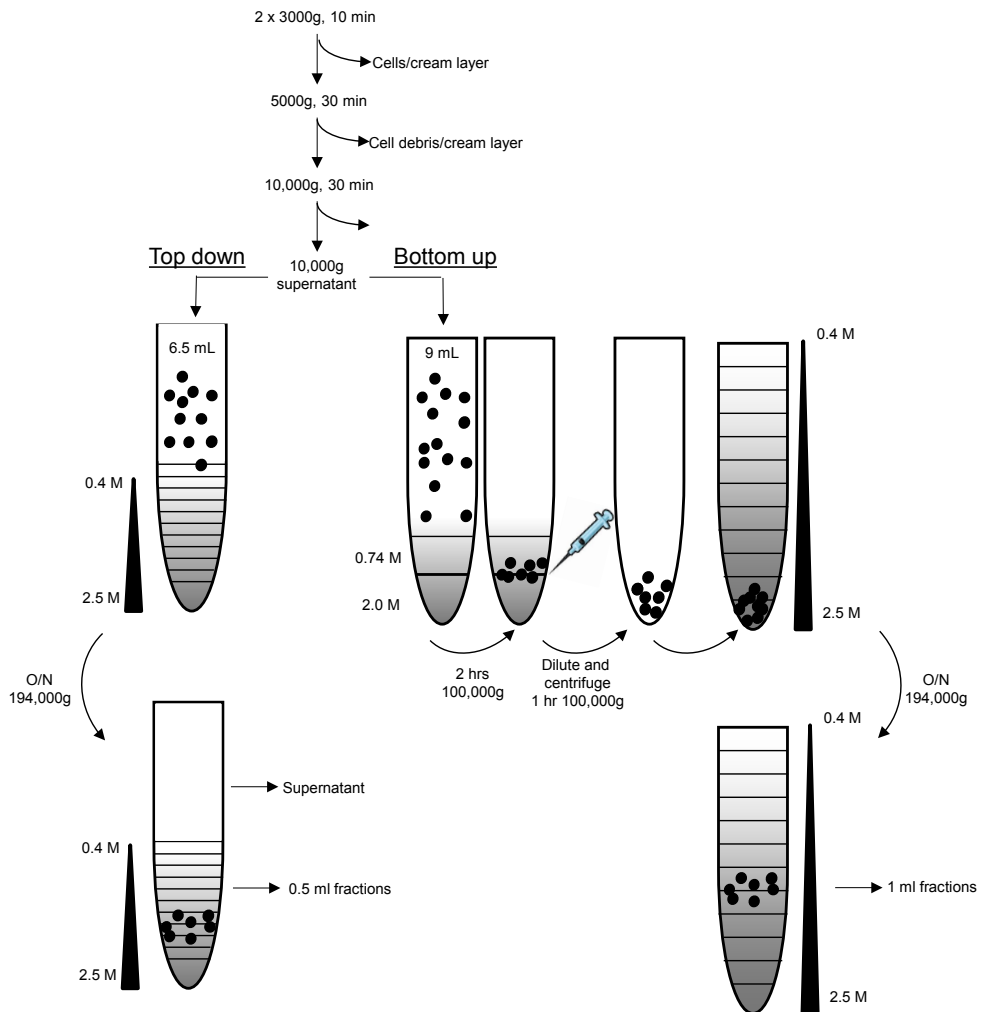 2 x 3000g, 10 min
Cells/cream layer
5000g, 30 min
Cell debris/cream layer
10,000g, 30 min
Top down
10,000g
supernatant
Bottom up
6.5 mL
0.4 M
2.5 M
9 mL
0.74 M
2.0 M
0.4 M
2.5 M
O/N
194,000g
2 hrs
100,000g
Dilute and
centrifuge
1 hr 100,000g
O/N
194,000g
Supernatant
0.4 M
0.5 ml fractions
2.5 M
0.4 M
1 ml fractions
2.5 M